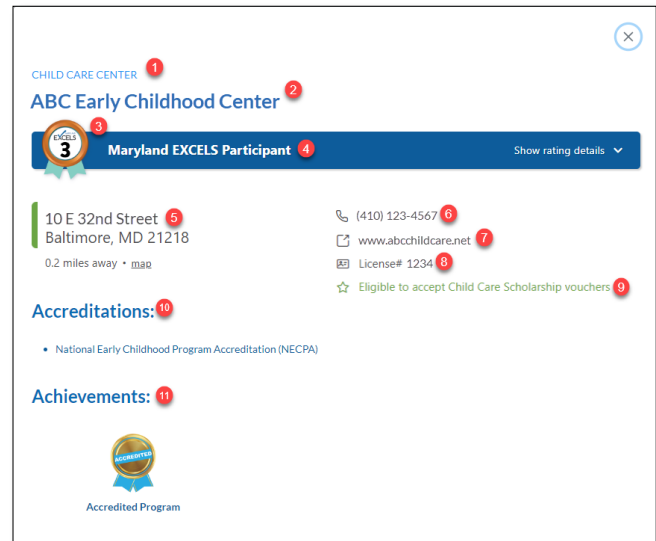 CHILD CARE CENTER 1
ABC Early Childhood Center 2
EXCELS
3
3
Maryland EXCELS Participant 4
Show rating details
10 E 32nd Street 5
Baltimore, MD 21218
0.2 miles away • map
(410) 123-4567 6
www.abcchildcare.net 7
License# 1234 8
Eligible to accept Child Care Scholarship vouchers 9
Accreditations: 10
• National Early Childhood Program Accreditation (NECPA)
Achievements: 11
ACCREDITED
Accredited Program